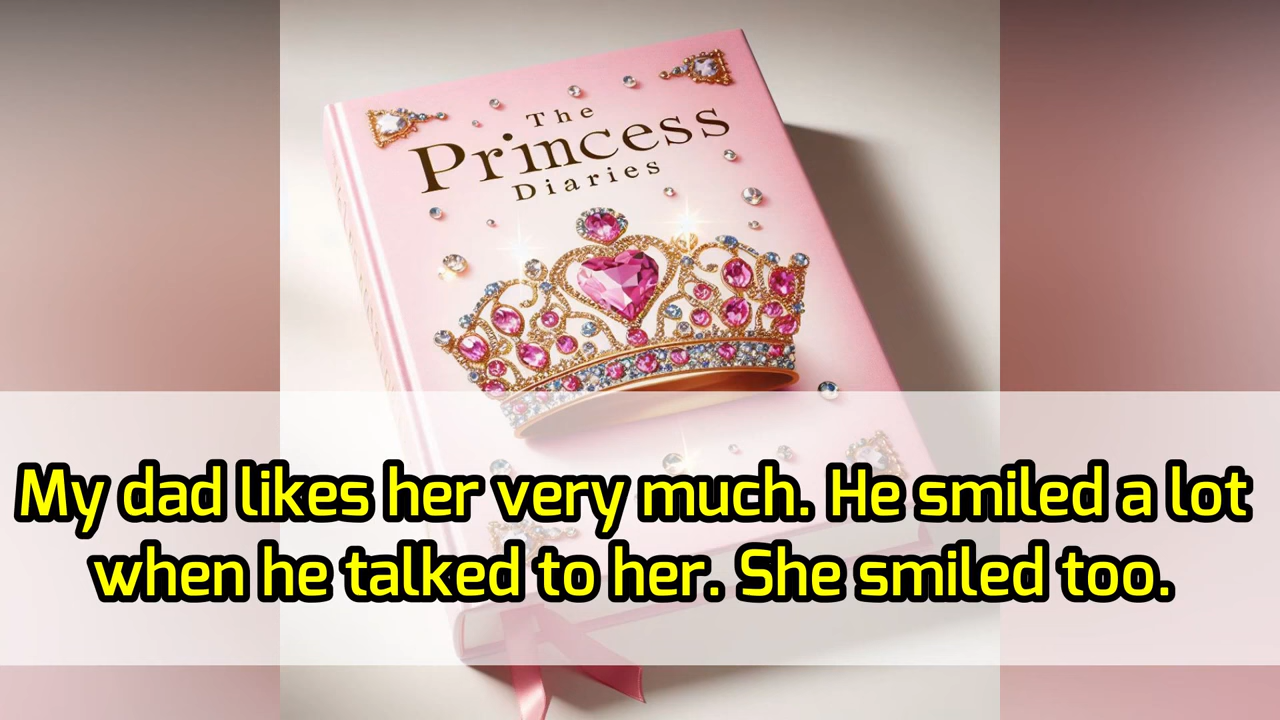 The
Princess
Diaries
My dad likes her very much. He smiled a lot
when he talked to her. She smiled too.